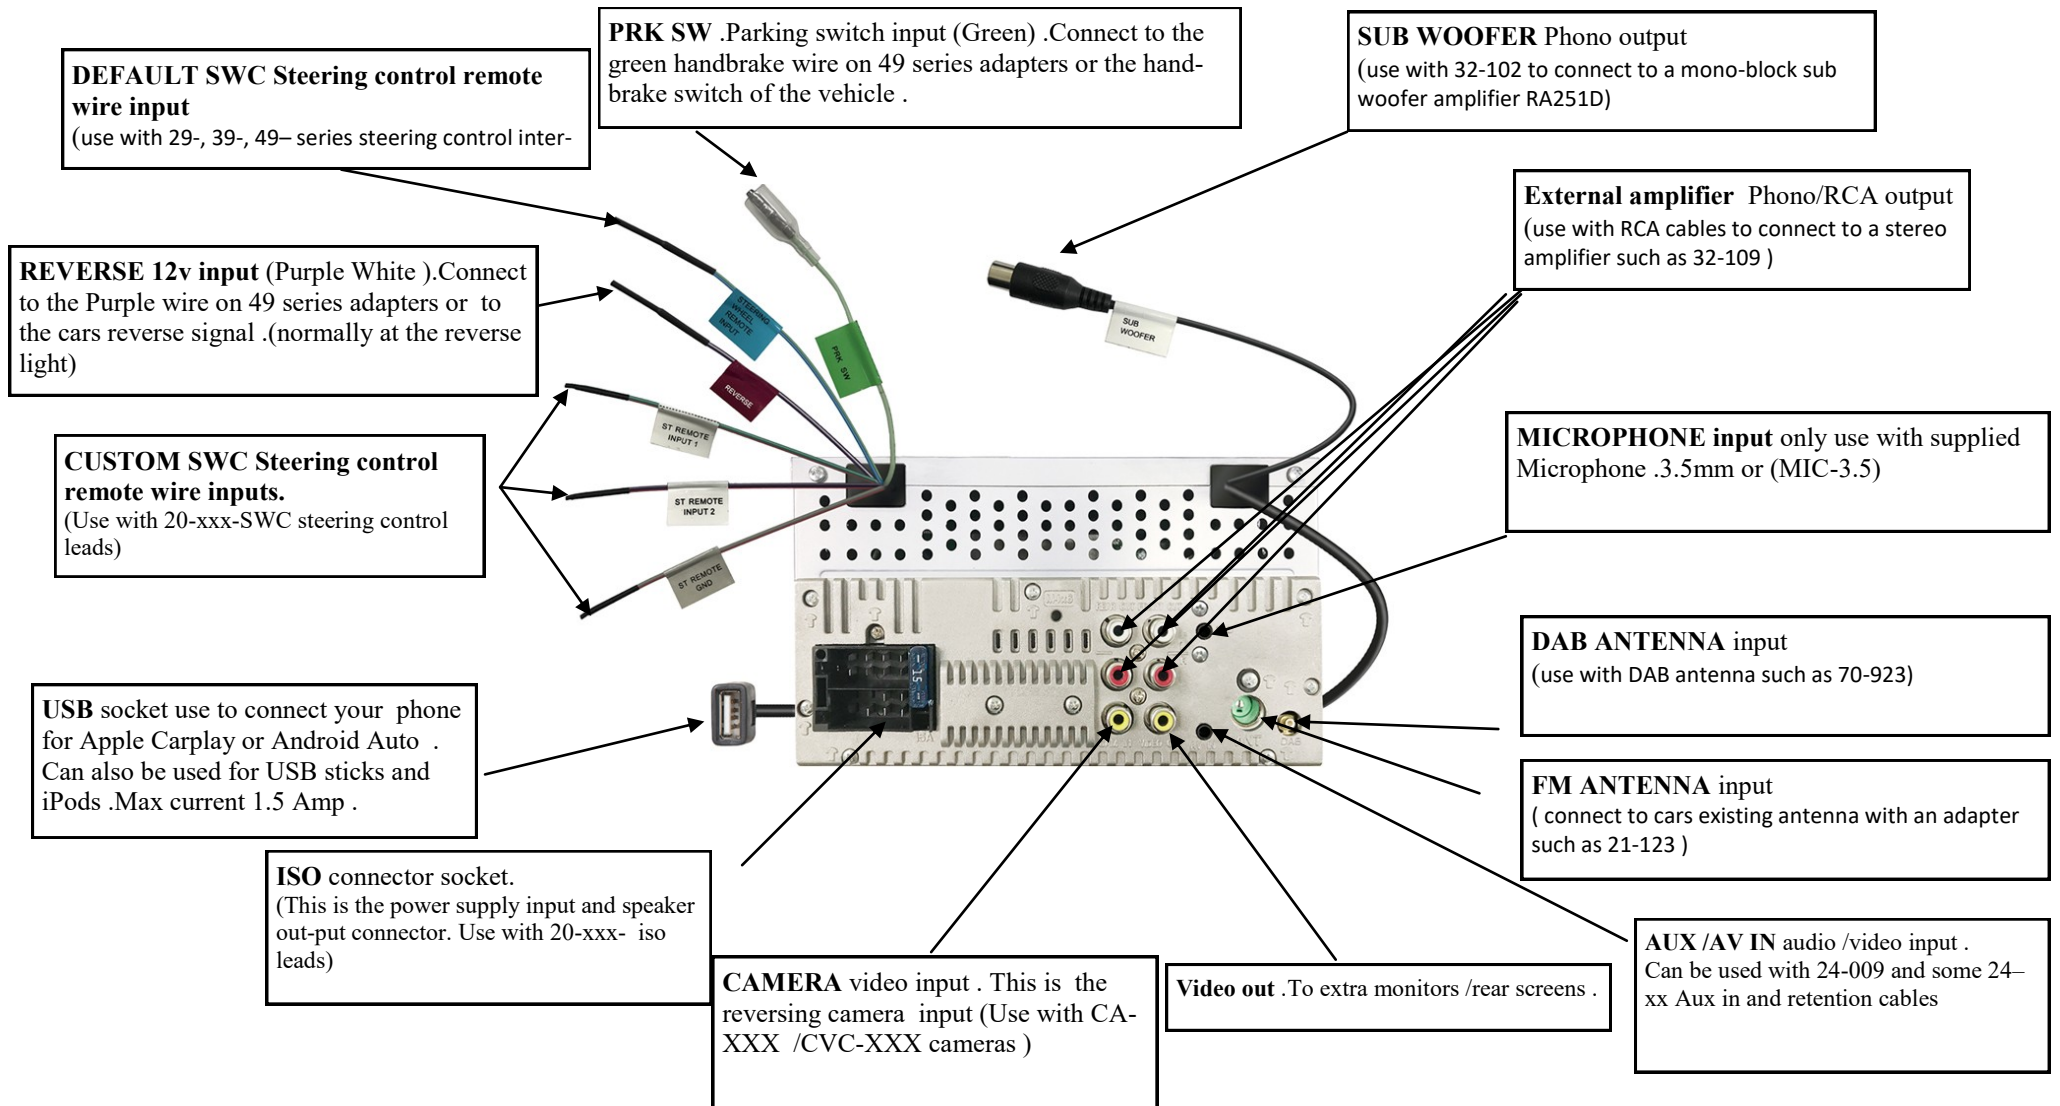 PRK SW .Parking switch input (Green) .Connect to the
green handbrake wire on 49 series adapters or the hand-
brake switch of the vehicle .
SUB WOOFER Phono output
(use with 32-102 to connect to a mono-block sub
woofer amplifier RA251D)
DEFAULT SWC Steering control remote
wire input
(use with 29-, 39-, 49– series steering control inter-
External amplifier Phono/RCA output
(use with RCA cables to connect to a stereo
amplifier such as 32-109 )
REVERSE 12v input (Purple White ).Connect
to the Purple wire on 49 series adapters or to
the cars reverse signal .(normally at the reverse
light)
STEERING
WHEEL
REMOTE
INPUT
PRK SW
REVERSE
SUB
WOOFER
ST REMOTE
INPUT 1
ST REMOTE
INPUT 2
ST REMOTE
GND
CUSTOM SWC Steering control
remote wire inputs.
(Use with 20-xxx-SWC steering control
leads)
MICROPHONE input only use with supplied
Microphone .3.5mm or (MIC-3.5)
DAB ANTENNA input
(use with DAB antenna such as 70-923)
15
DAB
USB socket use to connect your phone
for Apple Carplay or Android Auto .
Can also be used for USB sticks and
iPods .Max current 1.5 Amp .
FM ANTENNA input
( connect to cars existing antenna with an adapter
such as 21-123 )
ISO connector socket.
(This is the power supply input and speaker
out-put connector. Use with 20-xxx- iso
leads)
CAMERA video input . This is the
reversing camera input (Use with CA-
XXX /CVC-XXX cameras )
Video out .To extra monitors /rear screens .
AUX /AV IN audio /video input .
Can be used with 24-009 and some 24–
xx Aux in and retention cables